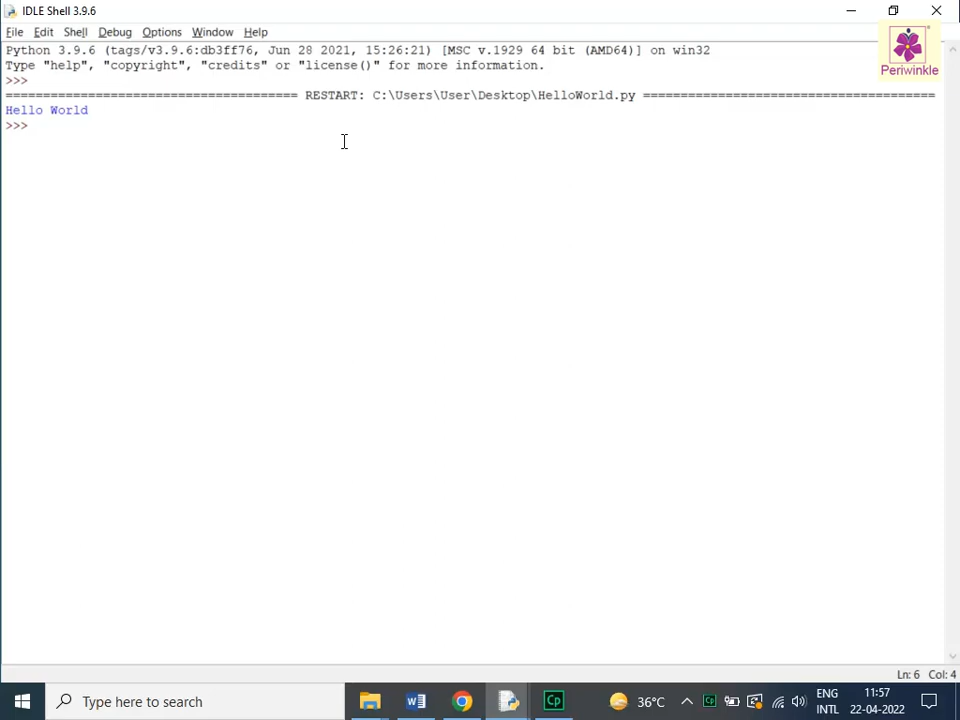 IDLE Shell 3.9.6
File Edit Shell Debug Options Window Help
Python 3.9.6 (tags/v3.9.6:db3ff76, Jun 28 2021, 15:26:21) [MSC v.1929 64 bit (AMD64)] on win32
Type "help", "copyright", "credits" or "license()" for more information.
>>>
======================================= RESTART: C:\Users\User\Desktop\HelloWorld.py =======================================
Hello World
>>>
Periwinkle
Ln: 6 Col: 4
Type here to search
W
Cp
36°C
Cp
ENG
INTL
11:57
22-04-2022